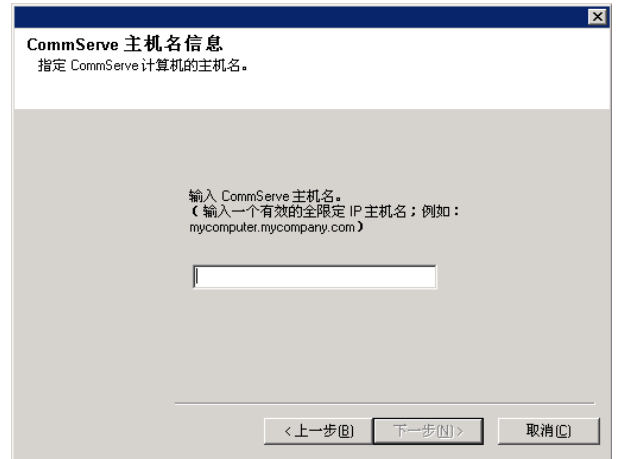 CommServe 主机名信息
指定 CommServe 计算机的主机名。
输入 CommServe 主机名。
(输入一个有效的全限定 IP 主机名；例如：
mycomputer.mycompany.com)
<上一步(B)
下一步(N)>
取消(C)